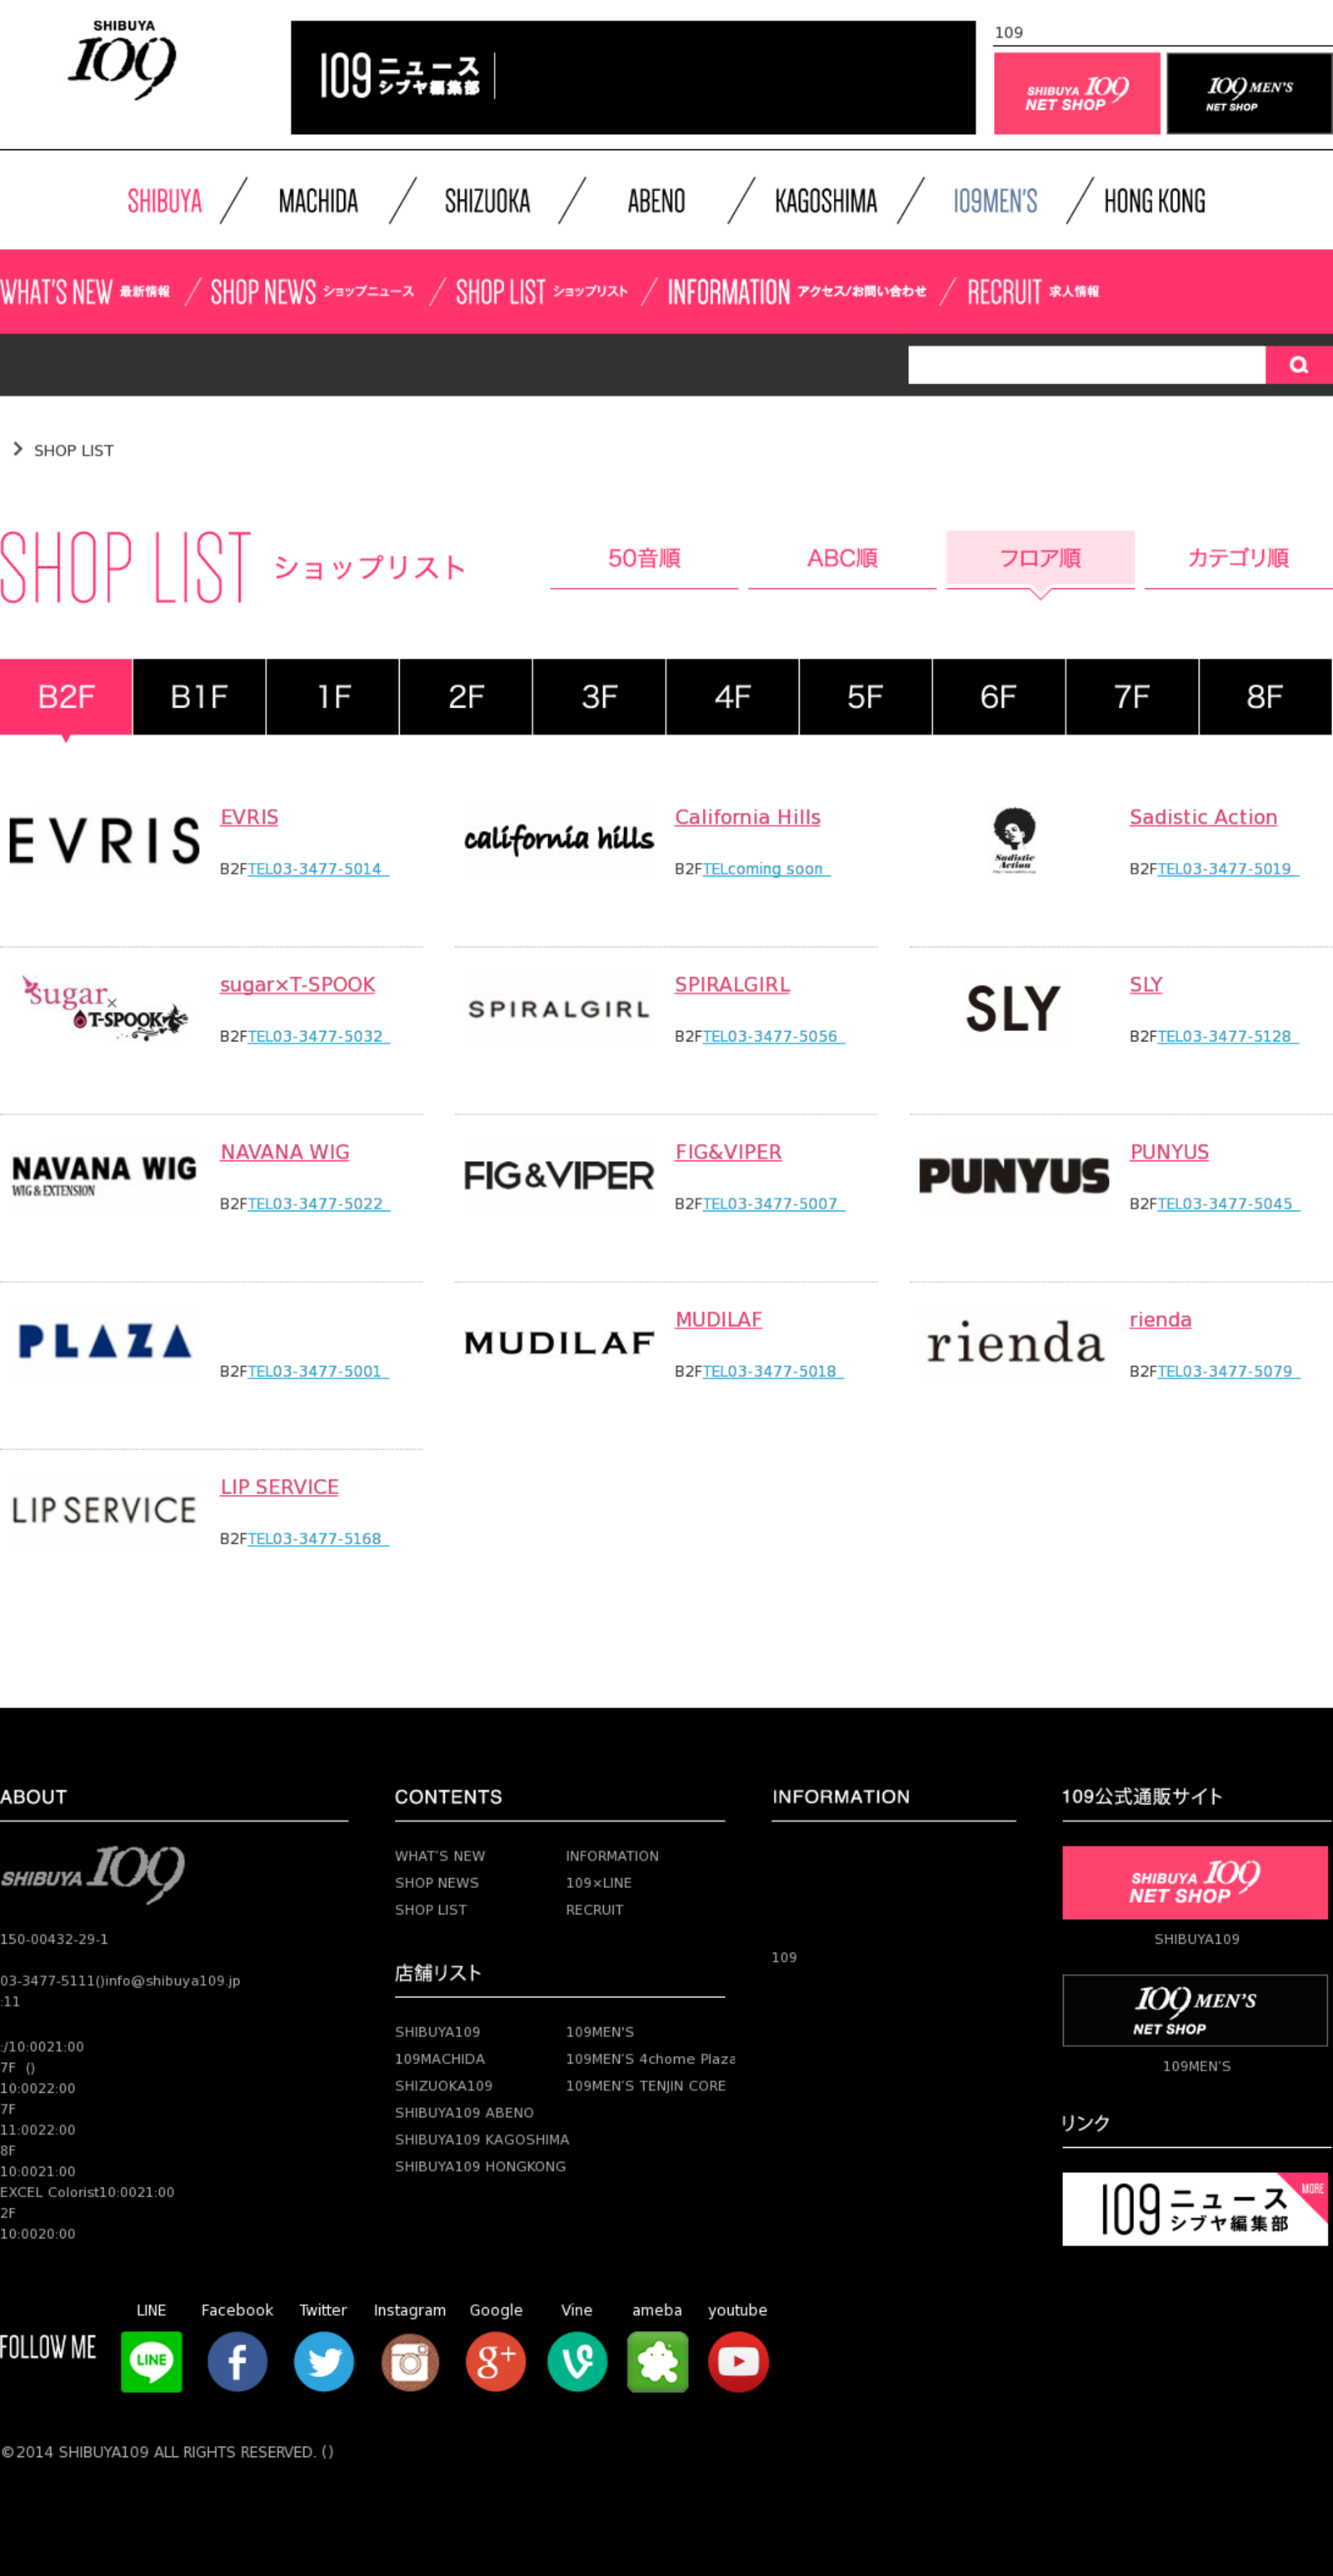 SHIBUYA
109
109 ニュース
シブヤ編集部
109
SHIBUYA 109
NET SHOP
109 MEN'S
NET SHOP
SHIBUYA
MACHIDA
SHIZUOKA
ABENO
KAGOSHIMA
109MEN'S
HONG KONG
WHAT'S NEW 最新情報
SHOP NEWS ショップニュース
SHOP LIST ショップリスト
INFORMATION アクセス/お問い合わせ
RECRUIT 求人情報
SHOP LIST
SHOP LIST ショップリスト
50音順
ABC順
フロア順
カテゴリ順
B2F
B1F
1F
2F
3F
4F
5F
6F
7F
8F
EVRIS
EVRIS
B2FTEL03-3477-5014
california hills
California Hills
B2FTELcoming soon
Sadistic
Action
Sadistic Action
B2FTEL03-3477-5019
sugar×
T-SPOOK
sugar×T-SPOOK
B2FTEL03-3477-5032
SPIRALGIRL
SPIRALGIRL
B2FTEL03-3477-5056
SLY
SLY
B2FTEL03-3477-5128
NAVANA WIG
WIG & EXTENSION
NAVANA WIG
B2FTEL03-3477-5022
FIG&VIPER
FIG&VIPER
B2FTEL03-3477-5007
PUNYUS
PUNYUS
B2FTEL03-3477-5045
PLAZA
B2FTEL03-3477-5001
MUDILAF
MUDILAF
B2FTEL03-3477-5018
rienda
rienda
B2FTEL03-3477-5079
LIP SERVICE
LIP SERVICE
B2FTEL03-3477-5168
ABOUT
SHIBUYA 109
150-00432-29-1
03-3477-5111()info@shibuya109.jp
:11
:/10:0021:00
7F ()
10:0022:00
7F
11:0022:00
8F
10:0021:00
EXCEL Colorist10:0021:00
2F
10:0020:00
CONTENTS
WHAT'S NEW
SHOP NEWS
SHOP LIST
INFORMATION
109×LINE
RECRUIT
店舗リスト
SHIBUYA109
109MACHIDA
SHIZUOKA109
SHIBUYA109 ABENO
SHIBUYA109 KAGOSHIMA
SHIBUYA109 HONGKONG
109MEN'S
109MEN'S 4chome Plaza
109MEN'S TENJIN CORE
INFORMATION
109
109公式通販サイト
SHIBUYA 109
NET SHOP
SHIBUYA109
109 MEN'S
NET SHOP
109MEN'S
リンク
109 ニュース
シブヤ編集部
MORE
FOLLOW ME
LINE
Facebook
Twitter
Instagram
Google
Vine
ameba
youtube
LINE
©2014 SHIBUYA109 ALL RIGHTS RESERVED. ()